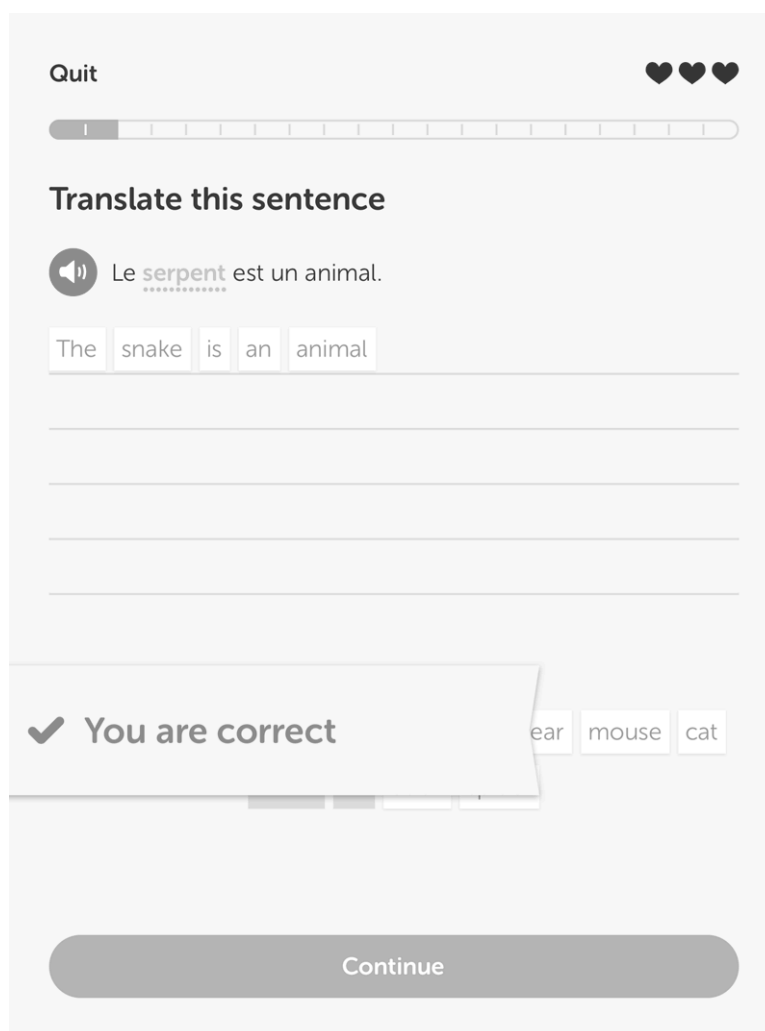 Quit
Translate this sentence
Le serpent est un animal.
The snake is an animal
You are correct
mouse cat
Continue